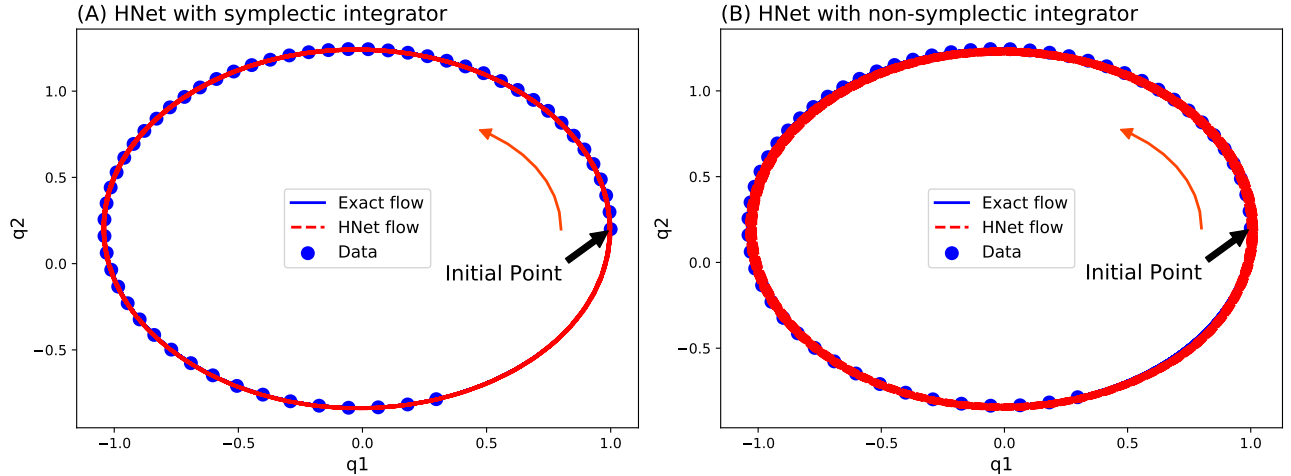 (A) HNet with symplectic integrator
q2
1.0
0.5
0.0
−0.5
Exact flow
HNet flow
Data
Initial Point
−1.0 −0.5 0.0 0.5 1.0
q1
(B) HNet with non-symplectic integrator
q2
1.0
0.5
0.0
−0.5
Exact flow
HNet flow
Data
Initial Point
−1.0 −0.5 0.0 0.5 1.0
q1